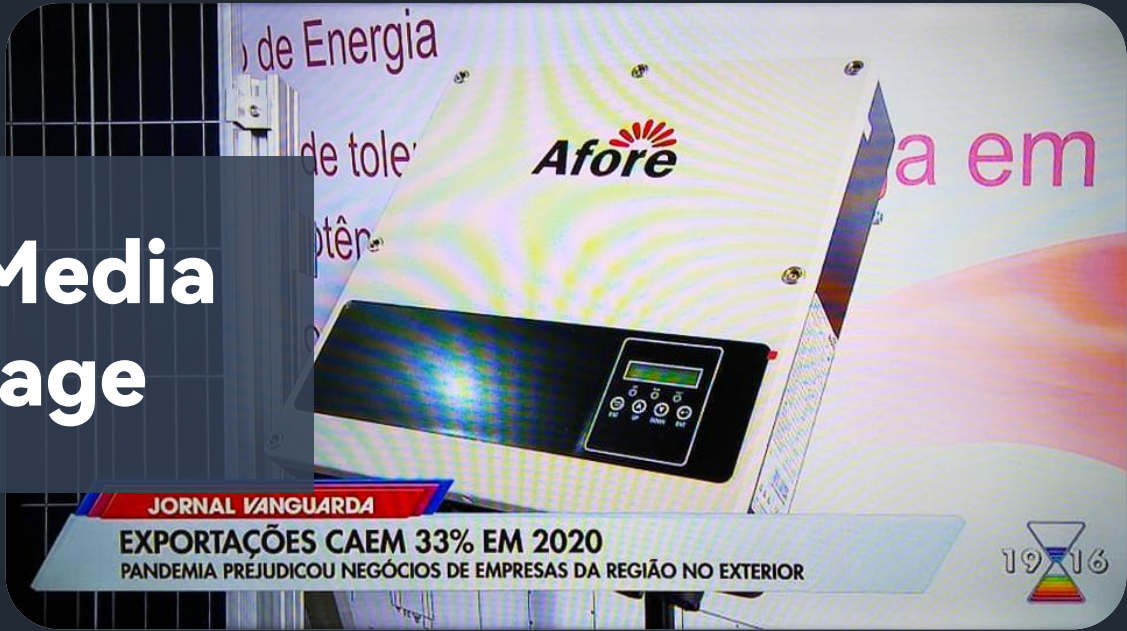 de Energia
de tole
a em
Afore
Media
age
JORNAL VANGUARDA
EXPORTAÇÕES CAEM 33% EM 2020
PANDEMIA PREJUDICOU NEGÓCIOS DE EMPRESAS DA REGIÃO NO EXTERIOR
19 16